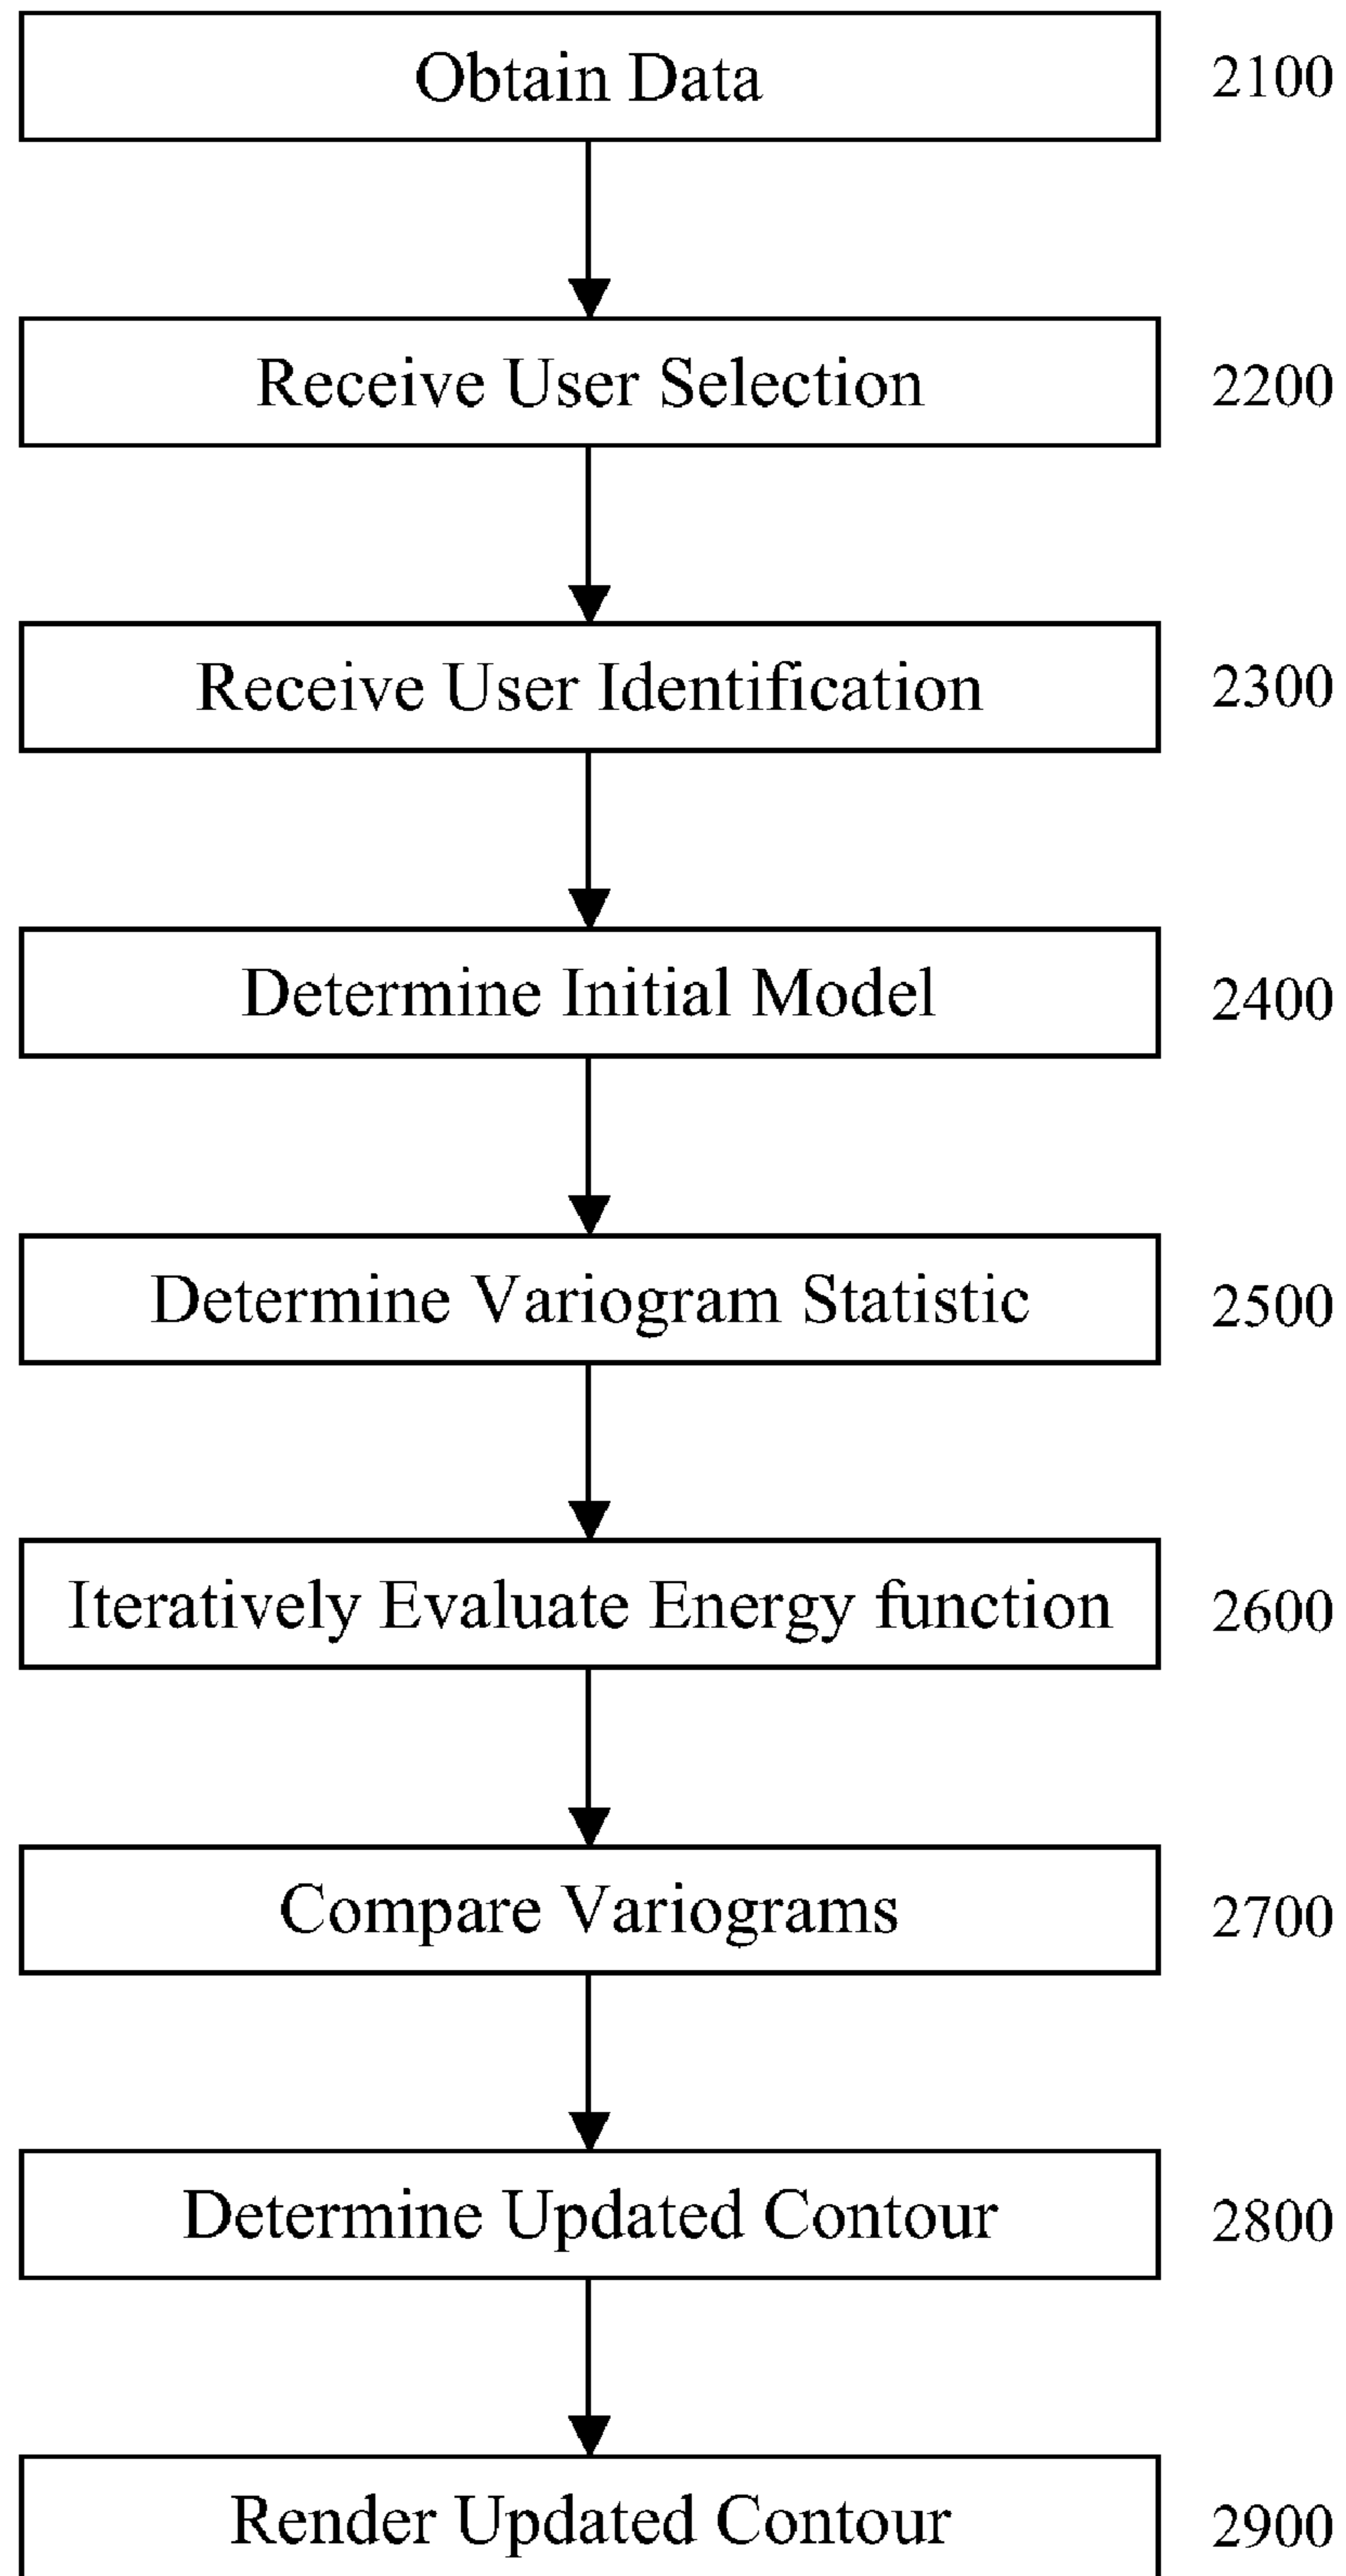 Obtain Data 2100
Receive User Selection 2200
Receive User Identification 2300
Determine Initial Model 2400
Determine Variogram Statistic 2500
Iteratively Evaluate Energy function 2600
Compare Variograms 2700
Determine Updated Contour 2800
Render Updated Contour 2900